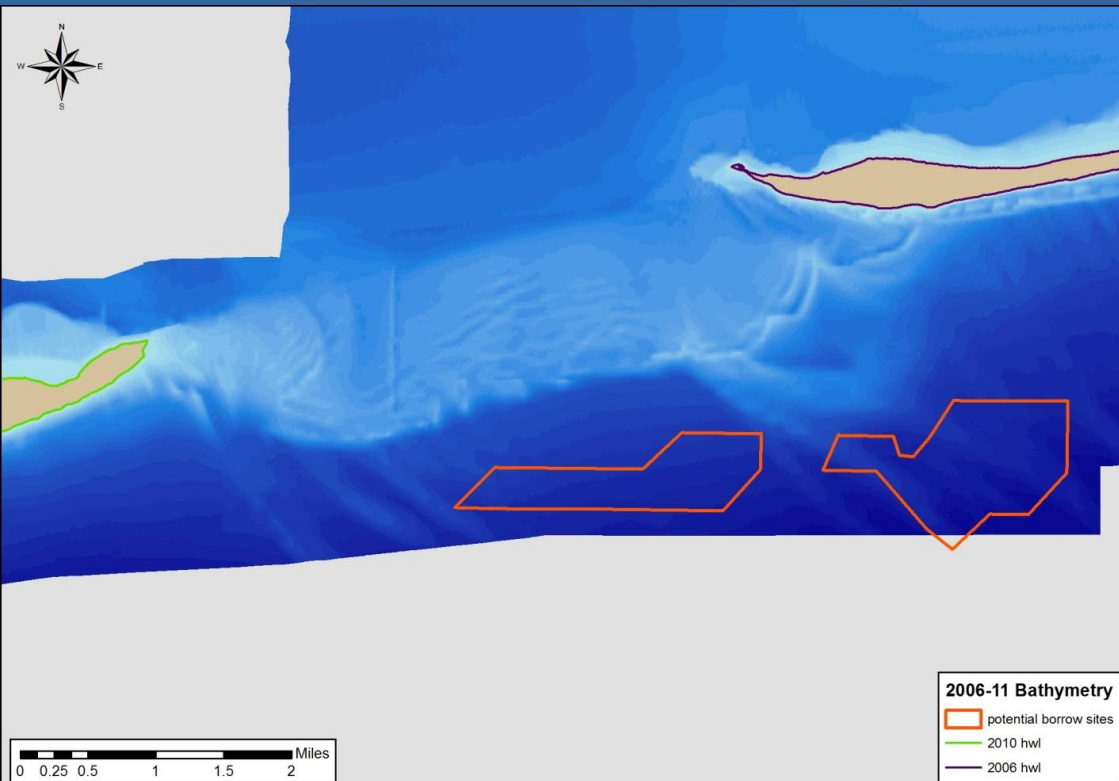 N
W E
S
2006-11 Bathymetry
potential borrow sites
2010 hwl
2006 hwl
Miles
0 0.25 0.5 1 1.5 2